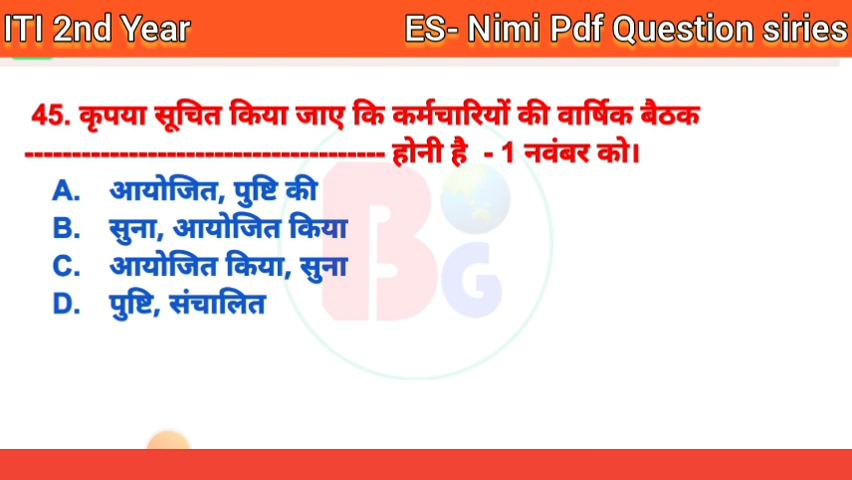 ITI 2nd Year ES- Nimi Pdf Question siries
45. कृपया सूचित किया जाए कि कर्मचारियों की वार्षिक बैठक
--------------------------------------- होनी है - 1 नवंबर को।
A. आयोजित, पुष्टि की
B. सुना, आयोजित किया
C. आयोजित किया, सुना
D. पुष्टि, संचालित
B G